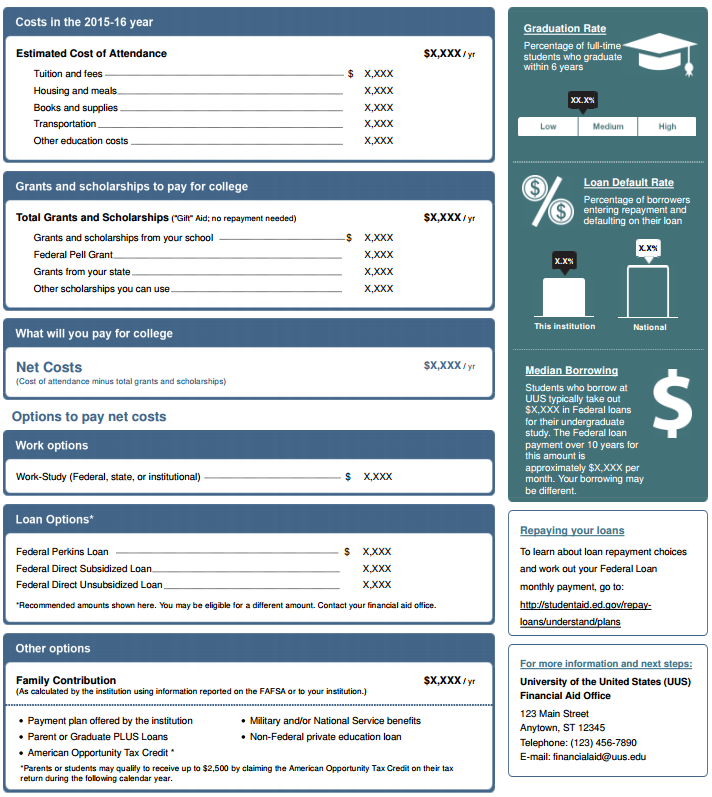 Costs in the 2015-16 year
Estimated Cost of Attendance $X,XXX / yr
Tuition and fees $ X,XXX
Housing and meals X,XXX
Books and supplies X,XXX
Transportation X,XXX
Other education costs X,XXX
Grants and scholarships to pay for college
Total Grants and Scholarships ("Gift" Aid; no repayment needed) $X,XXX / yr
Grants and scholarships from your school $ X,XXX
Federal Pell Grant X,XXX
Grants from your state X,XXX
Other scholarships you can use X,XXX
What will you pay for college
Net Costs $X,XXX / yr
(Cost of attendance minus total grants and scholarships)
Options to pay net costs
Work options
Work-Study (Federal, state, or institutional) $ X,XXX
Loan Options*
Federal Perkins Loan $ X,XXX
Federal Direct Subsidized Loan X,XXX
Federal Direct Unsubsidized Loan X,XXX
*Recommended amounts shown here. You may be eligible for a different amount. Contact your financial aid office.
Other options
Family Contribution $X,XXX / yr
(As calculated by the institution using information reported on the FAFSA or to your institution.)
• Payment plan offered by the institution
• Parent or Graduate PLUS Loans
• American Opportunity Tax Credit *
• Military and/or National Service benefits
• Non-Federal private education loan
*Parents or students may qualify to receive up to $2,500 by claiming the American Opportunity Tax Credit on their tax
return during the following calendar year.
Graduation Rate
Percentage of full-time
students who graduate
within 6 years
XX.X%
Low Medium High
Loan Default Rate
Percentage of borrowers
entering repayment and
defaulting on their loan
X.X% X.X%
This institution National
Median Borrowing
Students who borrow at
UUS typically take out
$X,XXX in Federal loans
for their undergraduate
study. The Federal loan
payment over 10 years for
this amount is
approximately $X,XXX per
month. Your borrowing may
be different.
Repaying your loans
To learn about loan repayment choices
and work out your Federal Loan
monthly payment, go to:
http://studentaid.ed.gov/repay-
loans/understand/plans
For more information and next steps:
University of the United States (UUS)
Financial Aid Office
123 Main Street
Anytown, ST 12345
Telephone: (123) 456-7890
E-mail: financialaid@uus.edu